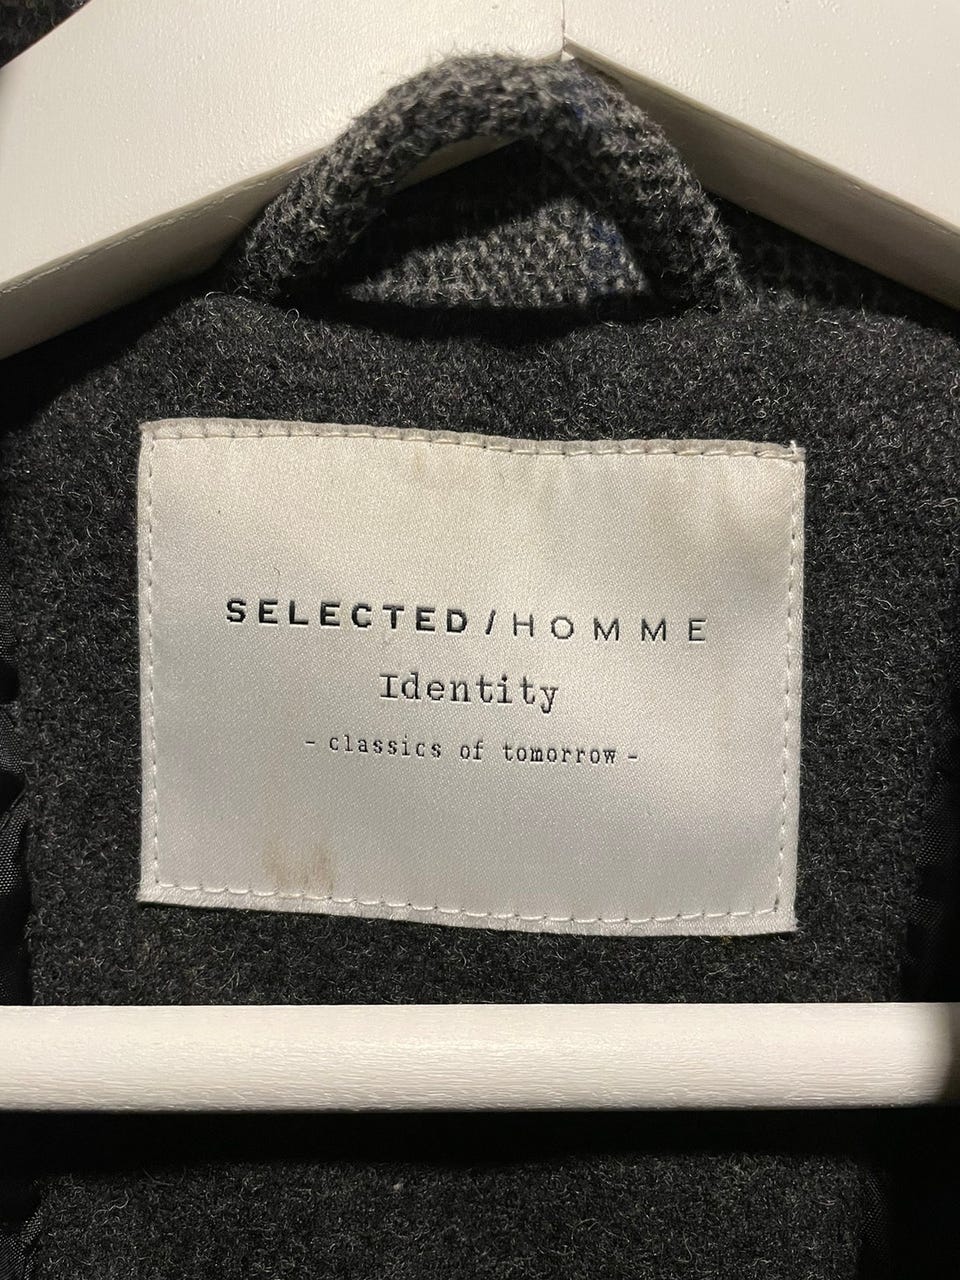 SELECTED/HOMME
Identity
- classics of tomorrow -